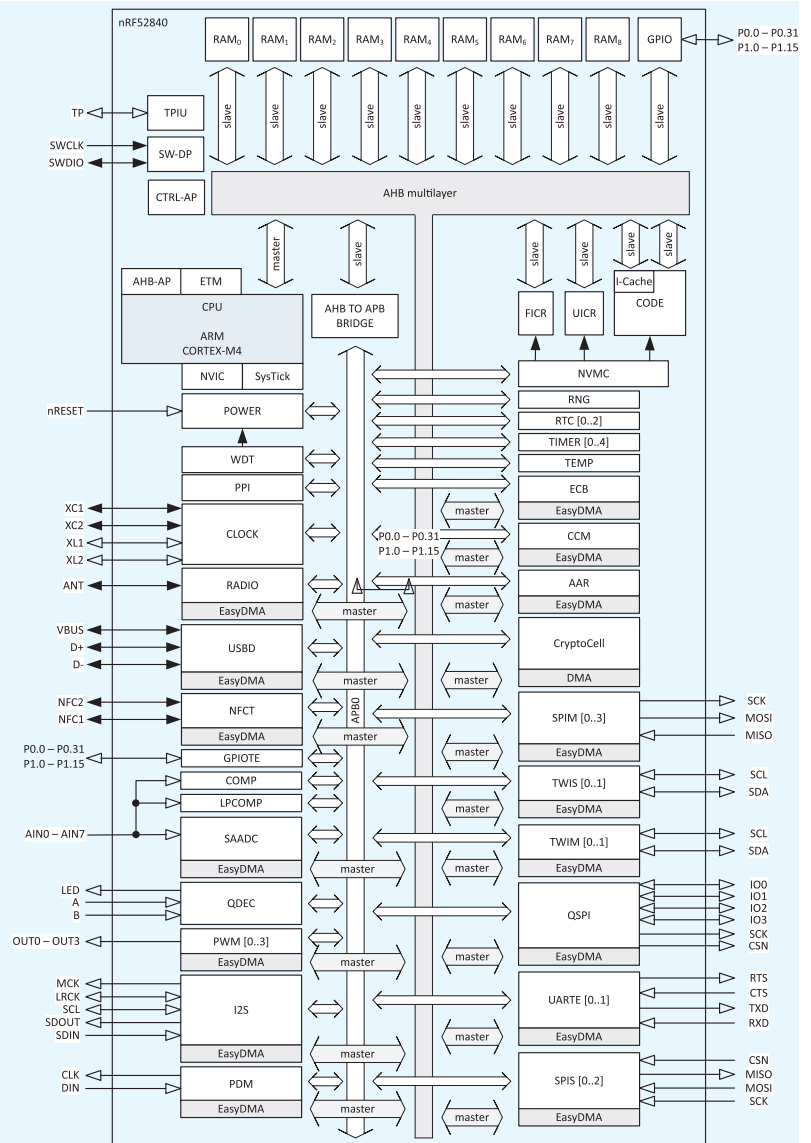 nRF52840
RAM0 RAM1 RAM2 RAM3 RAM4 RAM5 RAM6 RAM7 RAM8 GPIO
P0.0 – P0.31
P1.0 – P1.15
slave slave slave slave slave slave slave slave slave slave
TP TPIU
SWCLK
SWDIO
SW-DP
CTRL-AP
AHB multilayer
master slave slave slave slave slave
AHB-AP ETM
CPU
ARM
CORTEX-M4
NVIC SysTick
AHB TO APB
BRIDGE
FICR UICR
I-Cache
CODE
NVMC
nRESET POWER
RNG
RTC [0..2]
TIMER [0..4]
WDT
TEMP
PPI
ECB
EasyDMA
master
XC1
XC2
XL1
XL2
CLOCK
P0.0 – P0.31
P1.0 – P1.15
CCM
EasyDMA
master
ANT RADIO
EasyDMA
master
AAR
EasyDMA
master
VBUS
D+
D-
USBD
EasyDMA
master
CryptoCell
DMA
master
APB0
NFC2
NFC1
NFCT
EasyDMA
master
SPIM [0..3]
EasyDMA
master
SCK
MOSI
MISO
P0.0 – P0.31
P1.0 – P1.15
GPIOTE
COMP
LPCOMP
TWIS [0..1]
EasyDMA
master
SCL
SDA
AIN0 – AIN7
SAADC
EasyDMA
master
TWIM [0..1]
EasyDMA
master
SCL
SDA
LED
A
B
QDEC
QSPI
EasyDMA
master
IO0
IO1
IO2
IO3
SCK
CSN
OUT0 – OUT3
PWM [0..3]
EasyDMA
master
MCK
LRCK
SCL
SDOUT
SDIN
I2S
EasyDMA
master
UARTE [0..1]
EasyDMA
master
RTS
CTS
TXD
RXD
CLK
DIN
PDM
EasyDMA
master
SPIS [0..2]
EasyDMA
master
CSN
MISO
MOSI
SCK